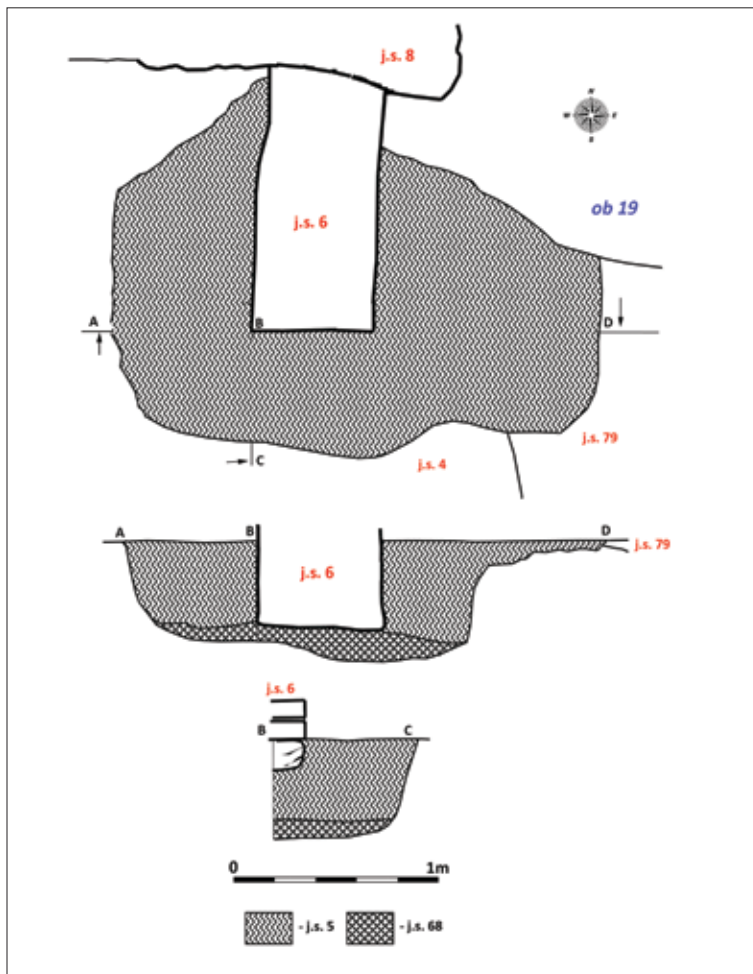 j.s. 8
N
W E
S
ob 19
j.s. 6
A B D
C
j.s. 4
j.s. 79
A B D
j.s. 79
j.s. 6
j.s. 6
B C
0 1m
- j.s. 5 - j.s. 68